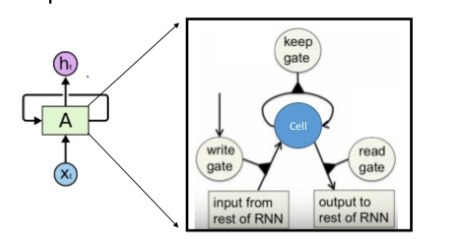 hₜ
A
xₜ
keep
gate
Cell
write
gate
read
gate
input from
rest of RNN
output to
rest of RNN